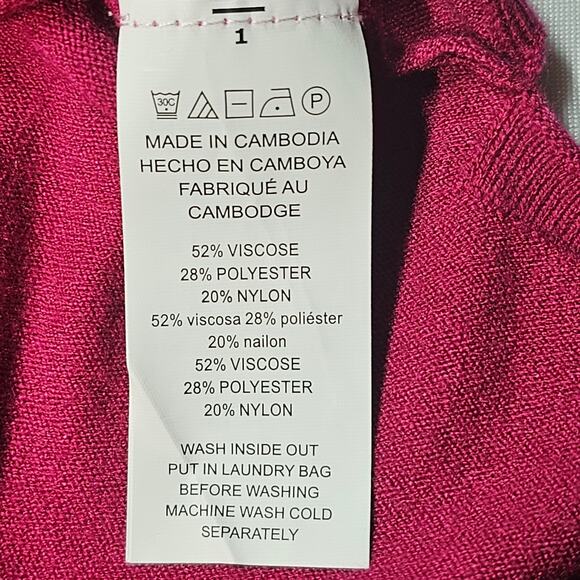 1
30C P
MADE IN CAMBODIA
HECHO EN CAMBOYA
FABRIQUÉ AU
CAMBODGE
52% VISCOSE
28% POLYESTER
20% NYLON
52% viscosa 28% poliéster
20% nailon
52% VISCOSE
28% POLYESTER
20% NYLON
WASH INSIDE OUT
PUT IN LAUNDRY BAG
BEFORE WASHING
MACHINE WASH COLD
SEPARATELY